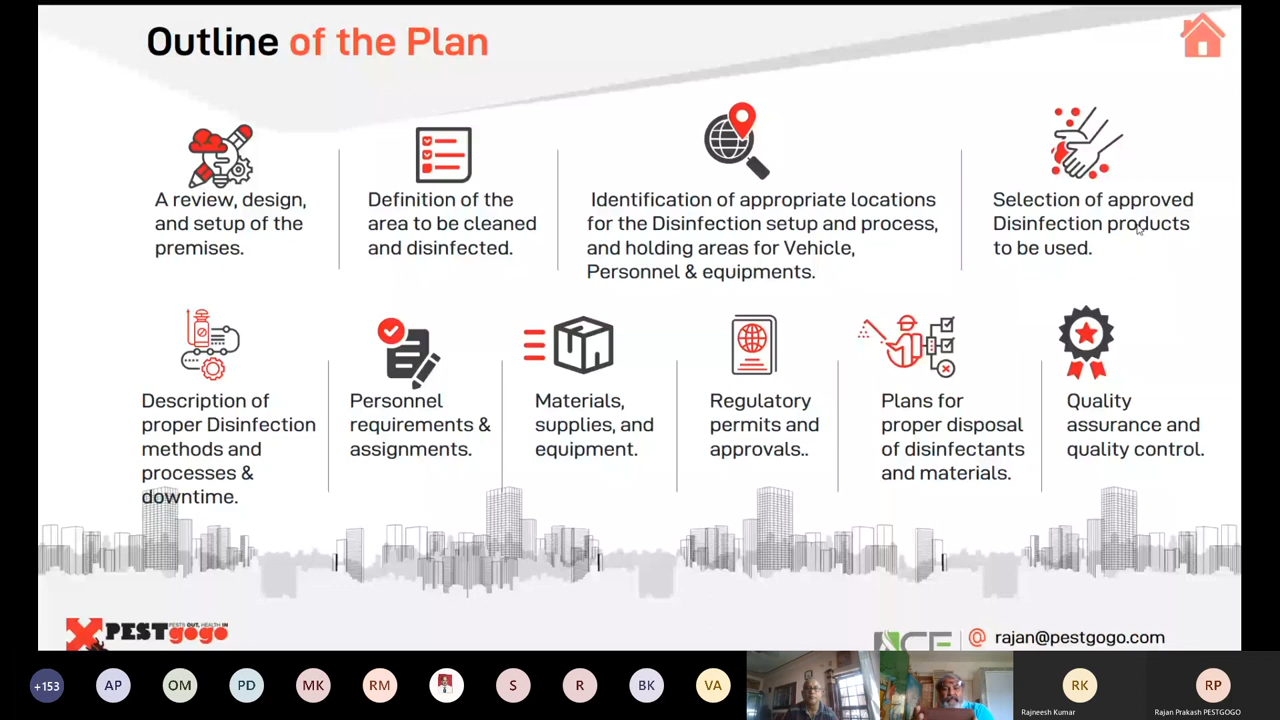 Outline of the Plan
A review, design,
and setup of the
premises.
Definition of the
area to be cleaned
and disinfected.
Identification of appropriate locations
for the Disinfection setup and process,
and holding areas for Vehicle,
Personnel & equipments.
Selection of approved
Disinfection products
to be used.
Description of
proper Disinfection
methods and
processes &
downtime.
Personnel
requirements &
assignments.
Materials,
supplies, and
equipment.
Regulatory
permits and
approvals..
Plans for
proper disposal
of disinfectants
and materials.
Quality
assurance and
quality control.
PESTS OUT, HEALTH IN
PESTgogo
NCF
@ rajan@pestgogo.com
+153
AP
OM
PD
MK
RM
S
R
BK
VA
RK
RP
Rajneesh Kumar
Rajan Prakash PESTGOGO